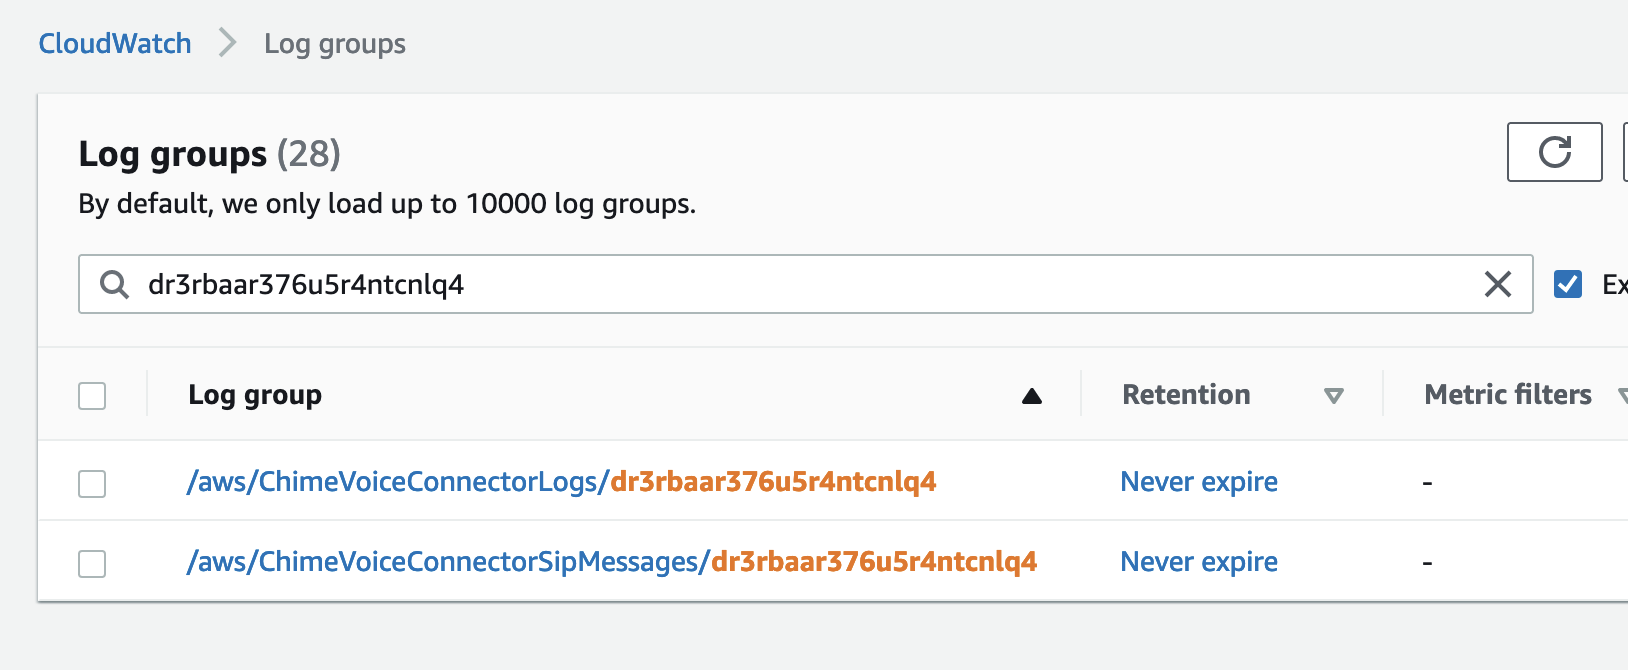 CloudWatch > Log groups
Log groups (28)
By default, we only load up to 10000 log groups.
dr3rbaar376u5r4ntcnlq4
Ex
Log group Retention Metric filters
/aws/ChimeVoiceConnectorLogs/dr3rbaar376u5r4ntcnlq4 Never expire -
/aws/ChimeVoiceConnectorSipMessages/dr3rbaar376u5r4ntcnlq4 Never expire -